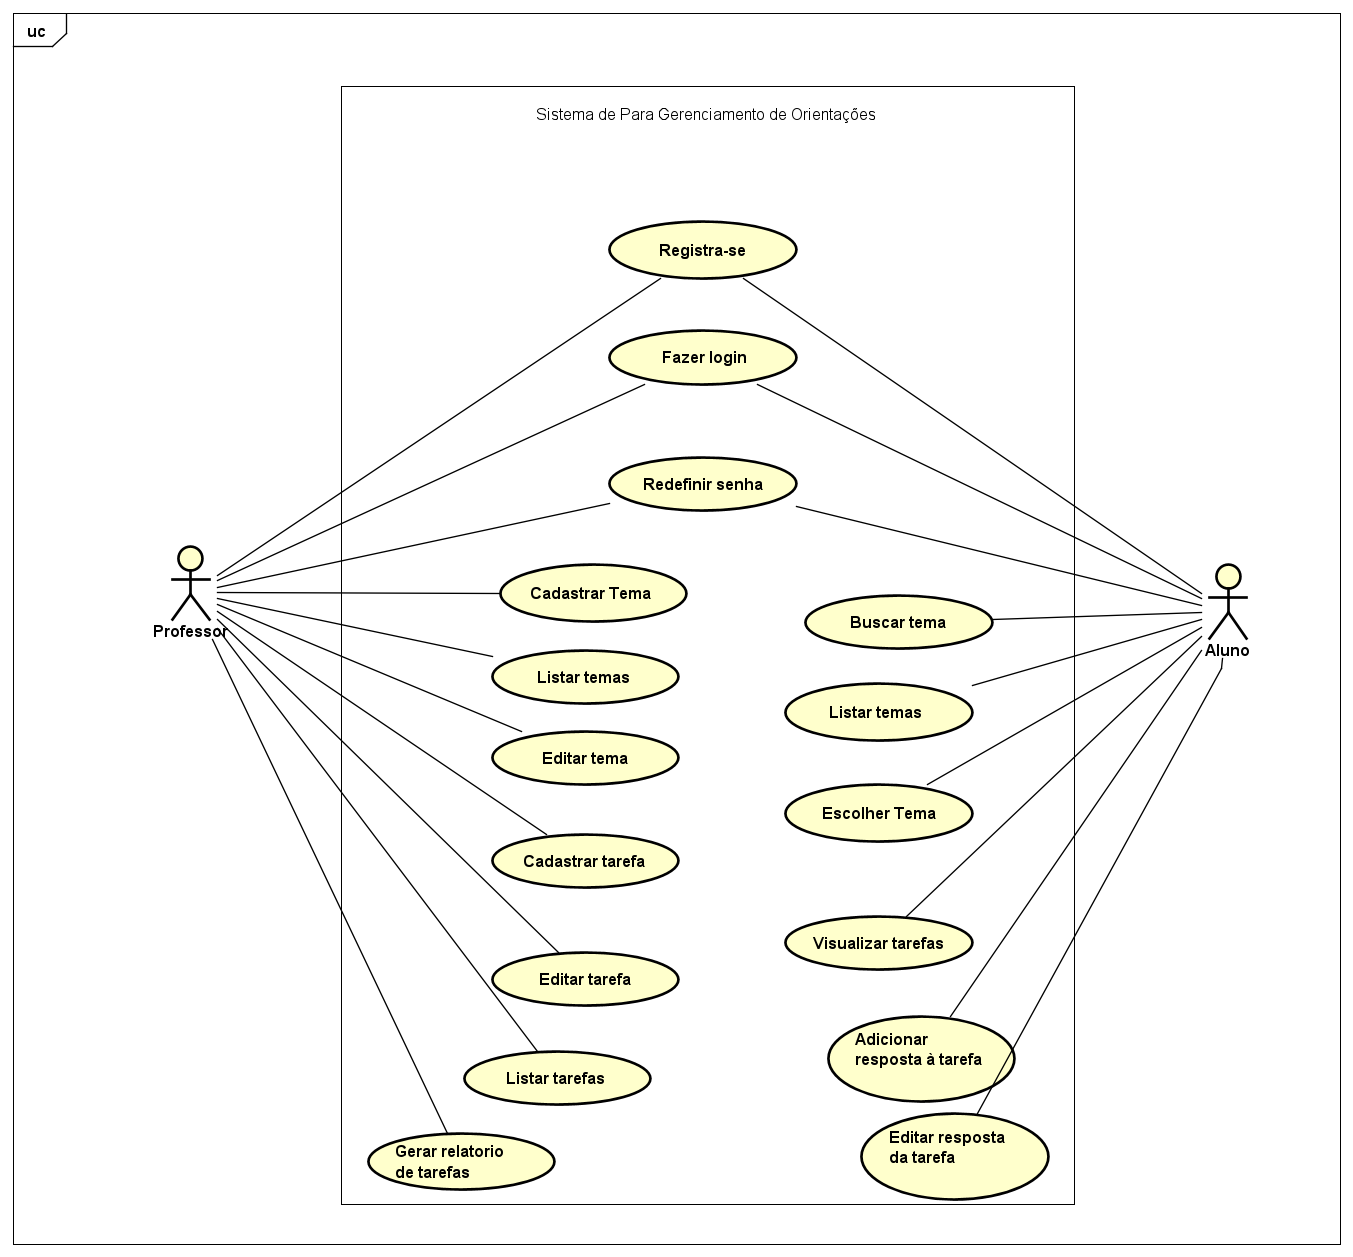 uc
Sistema de Para Gerenciamento de Orientações
Registra-se
Fazer login
Redefinir senha
Professor
Aluno
Cadastrar Tema
Listar temas
Editar tema
Cadastrar tarefa
Editar tarefa
Listar tarefas
Gerar relatorio
de tarefas
Buscar tema
Listar temas
Escolher Tema
Visualizar tarefas
Adicionar
resposta à tarefa
Editar resposta
da tarefa